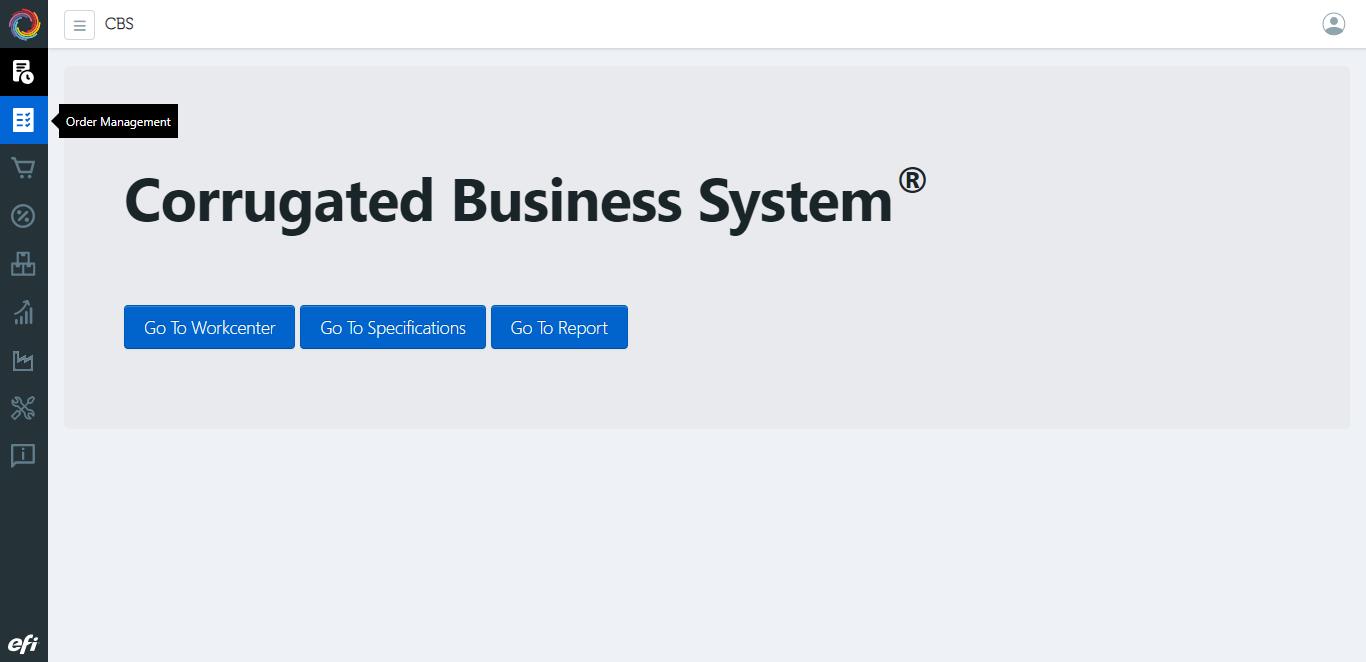 CBS
Order Management
Corrugated Business System®
Go To Workcenter
Go To Specifications
Go To Report
efi